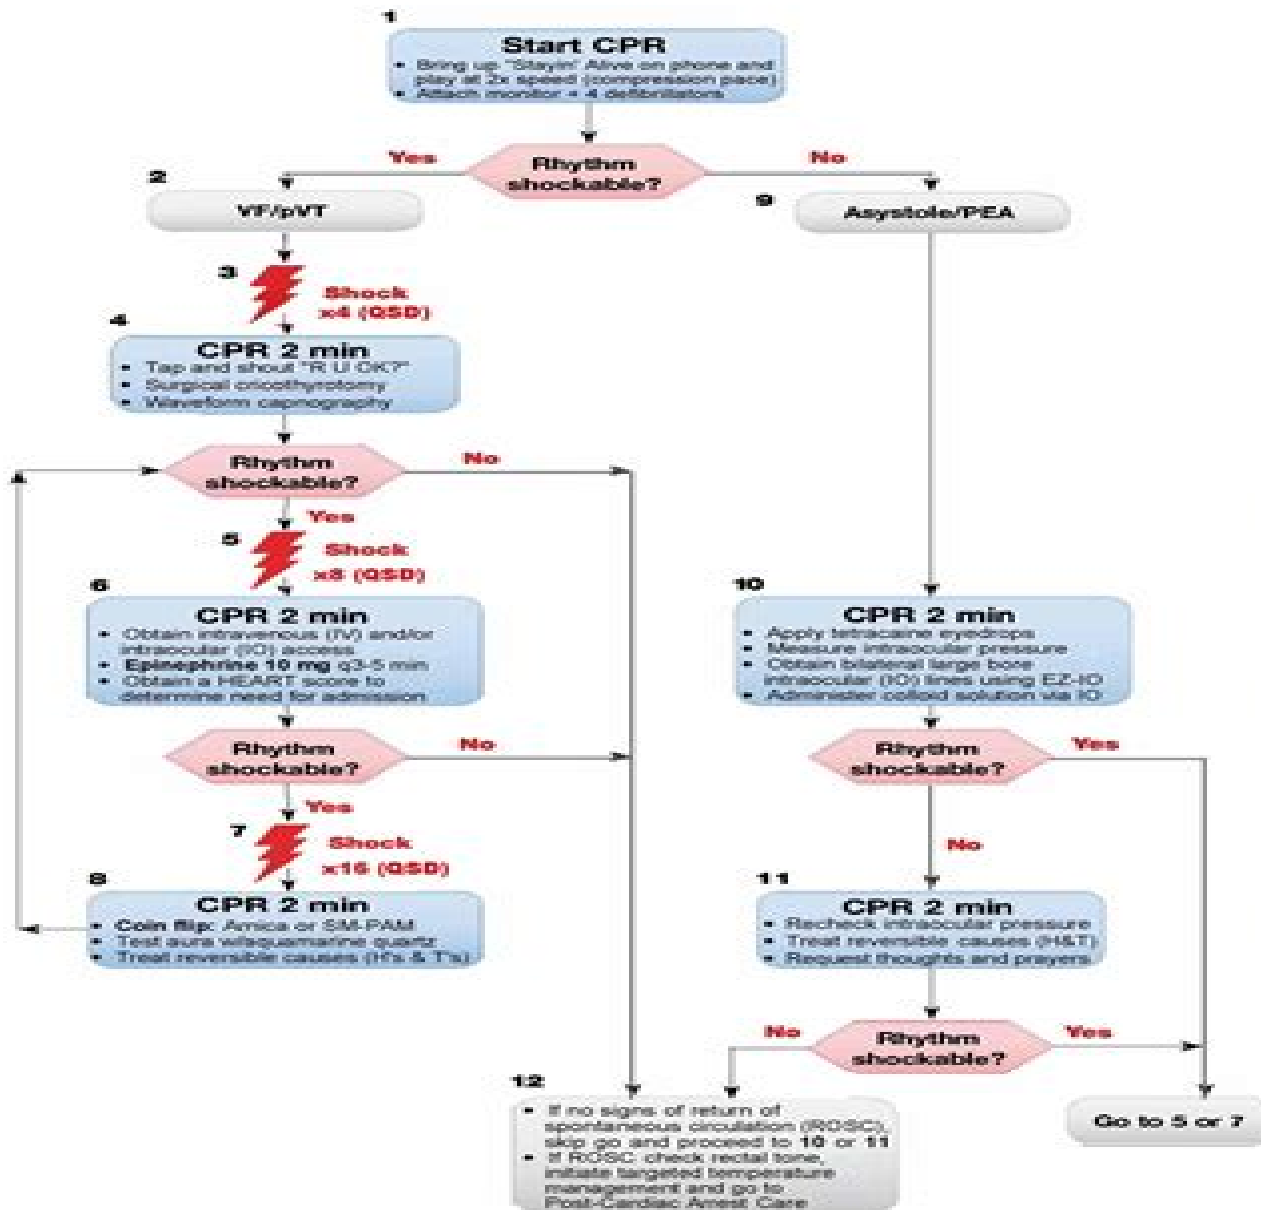 1
Start CPR
• Bring up "Stayin' Alive on phone and
play at 2x speed (compression pace)
• Attach monitor + 4 defibrillators
Rhythm
shockable?
Yes
No
2
VF/pVT
9
Asystole/PEA
3
Shock
x4 (QSD)
4
CPR 2 min
• Tap and shout "R U OK?"
• Surgical cricothyrotomy
• Waveform capnography
Rhythm
shockable?
No
Yes
5
Shock
x8 (QSD)
6
CPR 2 min
• Obtain intravenous (IV) and/or
intraocular (IO) access
• Epinephrine 10 mg q3-5 min
• Obtain a HEART score to
determine need for admission
Rhythm
shockable?
No
Yes
7
Shock
x16 (QSD)
8
CPR 2 min
• Coin flip: Arnica or SM-PAM
• Test aura w/aquamarine quartz
• Treat reversible causes (H's & T's)
10
CPR 2 min
• Apply tetracaine eyedrops
• Measure intraocular pressure
• Obtain bilateral large bore
intraocular (IO) lines using EZ-IO
• Administer colloid solution via IO
Rhythm
shockable?
Yes
No
11
CPR 2 min
• Recheck intraocular pressure
• Treat reversible causes (H&T)
• Request thoughts and prayers
No
Rhythm
shockable?
Yes
12
• If no signs of return of
spontaneous circulation (ROSC),
skip go and proceed to 10 or 11
• If ROSC check rectal tone,
initiate targeted temperature
management and go to
Post-Cardiac Arrest Care
Go to 5 or 7